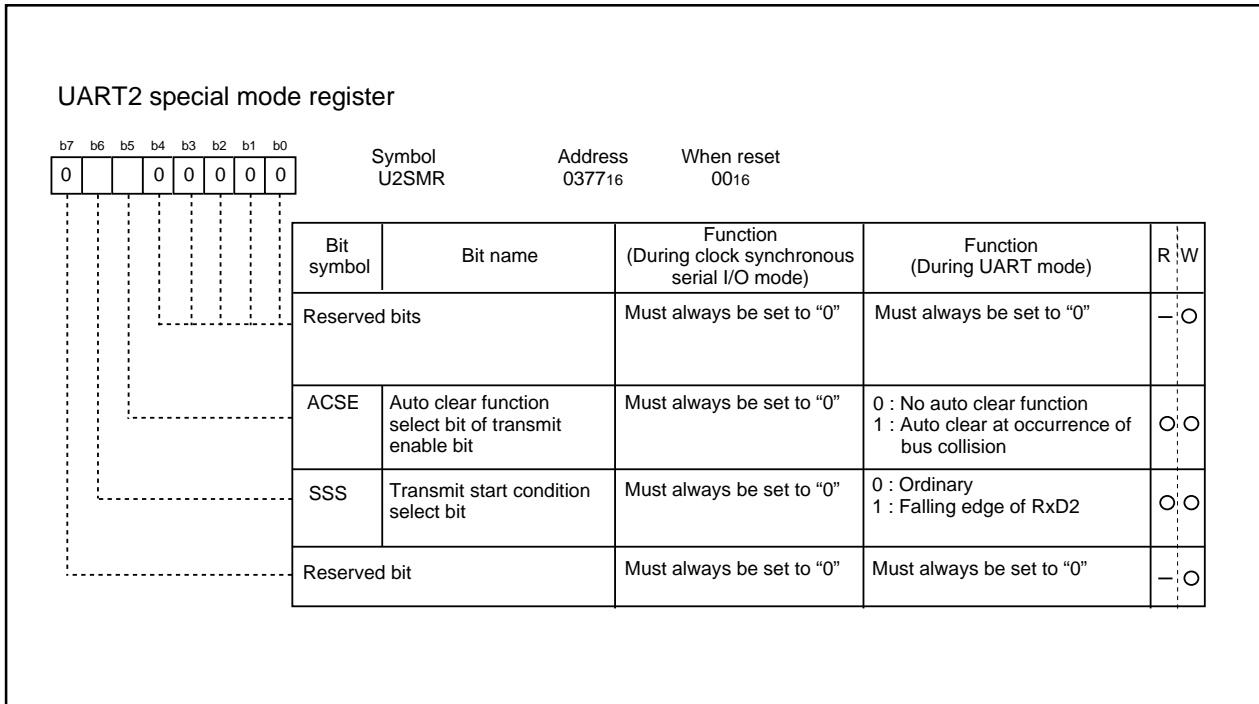 UART2 special mode register
b7 b6 b5 b4 b3 b2 b1 b0
0 0 0 0 0 0
Symbol Address When reset
U2SMR 037716 0016
Bit symbol Bit name Function (During clock synchronous serial I/O mode) Function (During UART mode) R W
Reserved bits Must always be set to “0” Must always be set to “0” – O
ACSE Auto clear function select bit of transmit enable bit Must always be set to “0” 0 : No auto clear function
1 : Auto clear at occurrence of bus collision O O
SSS Transmit start condition select bit Must always be set to “0” 0 : Ordinary
1 : Falling edge of RxD2 O O
Reserved bit Must always be set to “0” Must always be set to “0” – O